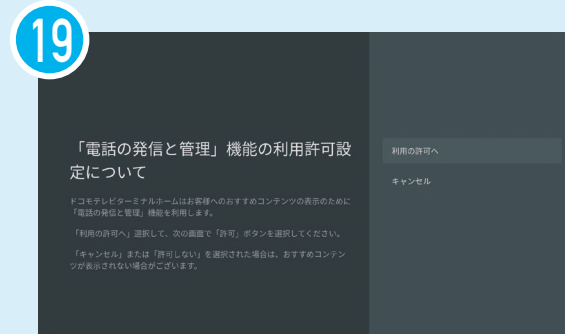 19
「電話の発信と管理」機能の利用許可設
定について
ドコモテレビターミナルホームはお客様へのおすすめコンテンツの表示のために
「電話の発信と管理」機能を利用します。
「利用の許可へ」選択して、次の画面で「許可」ボタンを選択してください。
「キャンセル」または「許可しない」を選択された場合は、おすすめコンテン
ツが表示されない場合がございます。
利用の許可へ
キャンセル